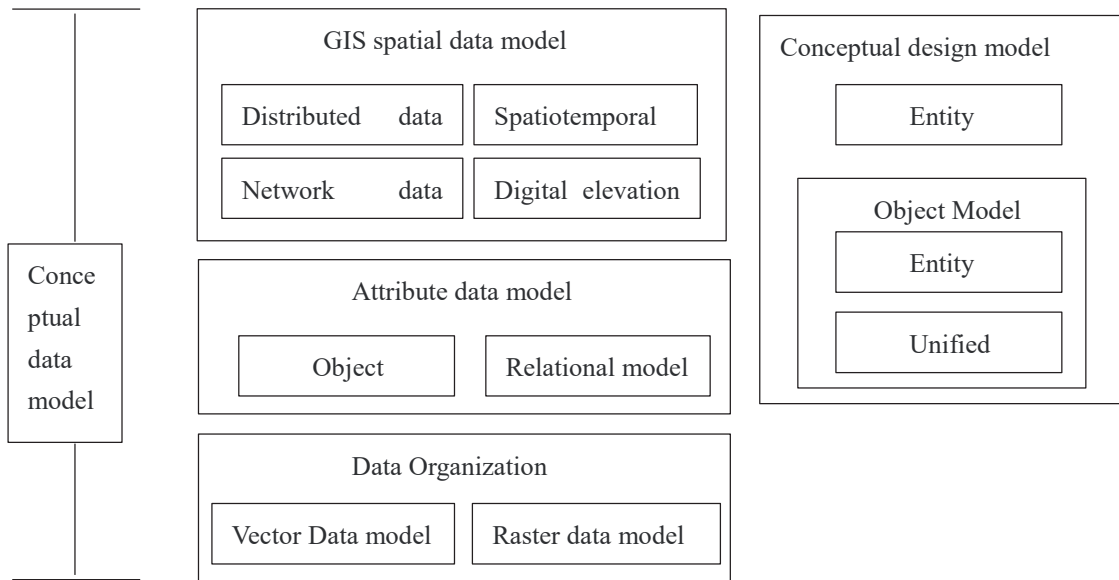 GIS spatial data model
Distributed data
Spatiotemporal
Network data
Digital elevation
Conceptual design model
Entity
Object Model
Entity
Unified
Conce
ptual
data
model
Attribute data model
Object
Relational model
Data Organization
Vector Data model
Raster data model